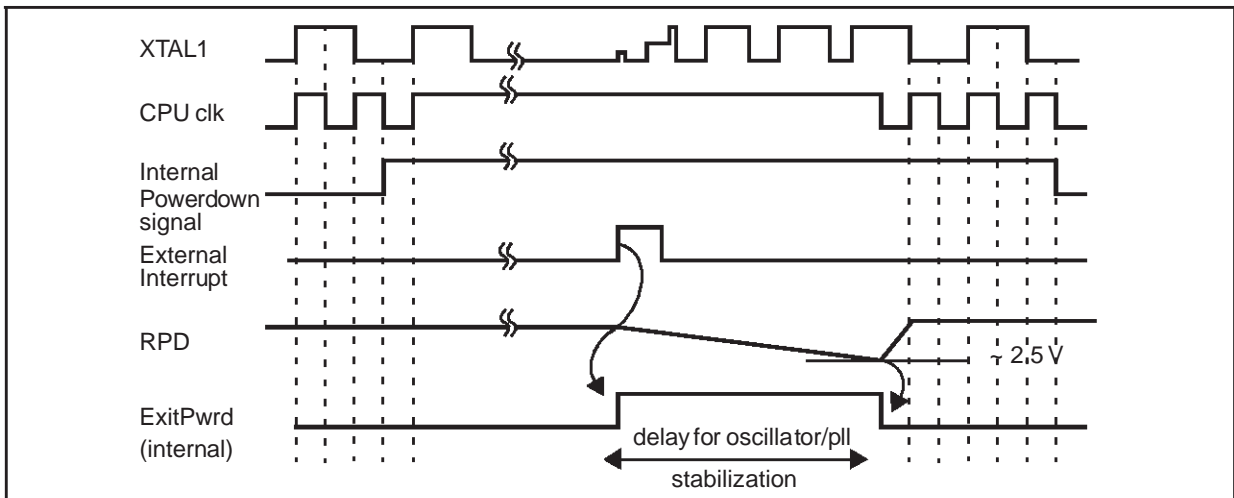 XTAL1
CPU clk
Internal
Powerdown
signal
External
Interrupt
RPD
~ 2.5 V
ExitPwrd
(internal)
delay for oscillator/pll
stabilization